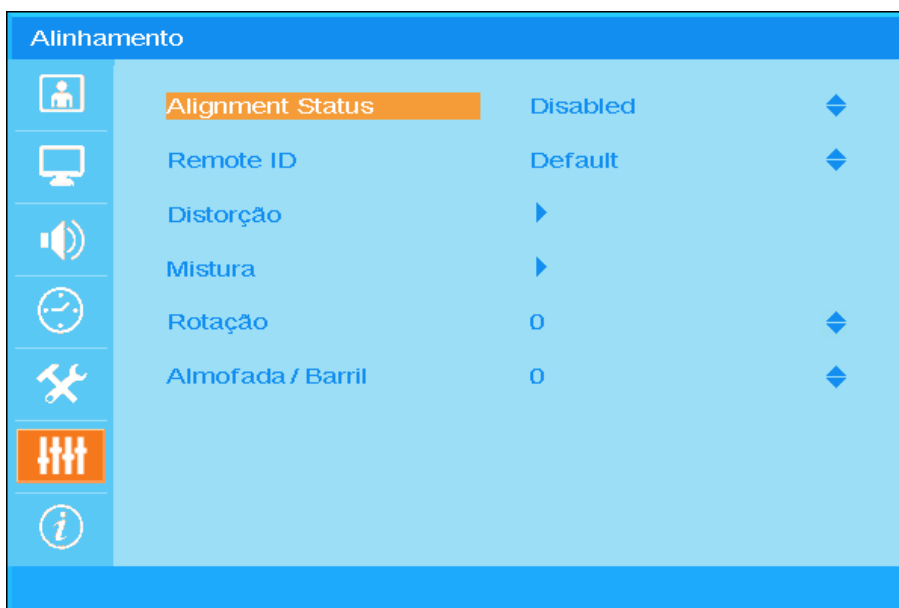 Alinhamento
Alignment Status Disabled
Remote ID Default
Distorção
Mistura
Rotação 0
Almofada / Barril 0
i